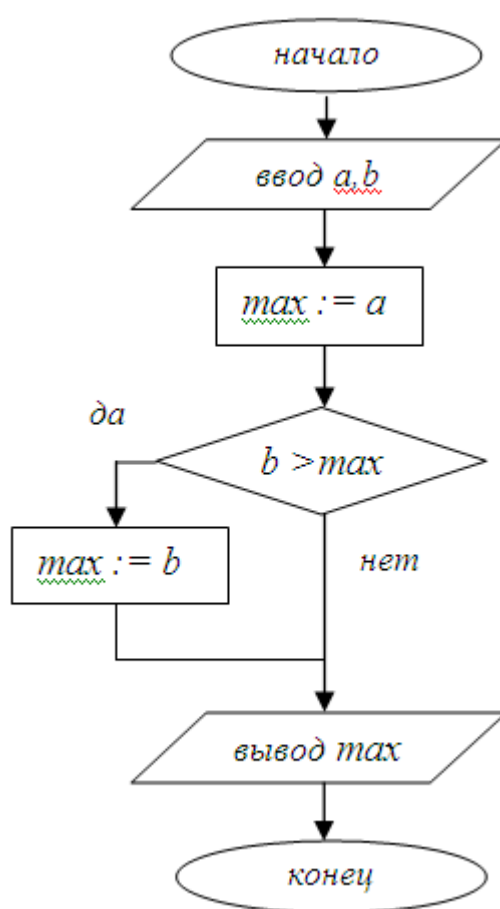 начало
ввод a,b
max := a
да
b >max
max := b
нет
вывод max
конец